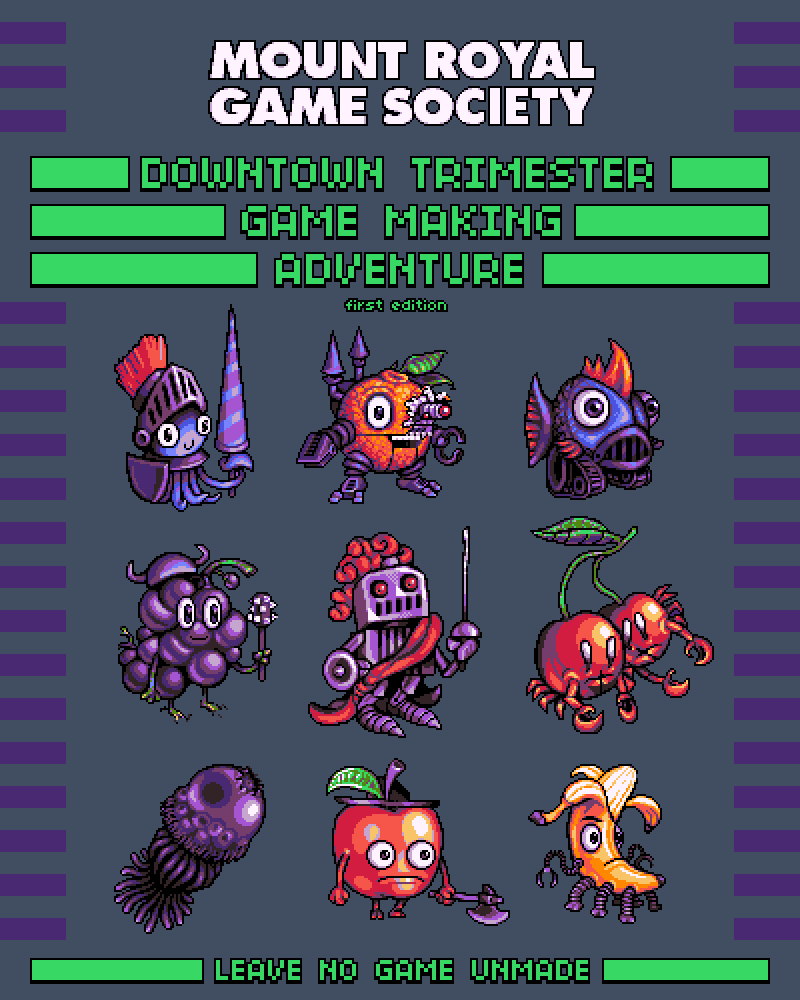 MOUNT ROYAL
GAME SOCIETY
DOWNTOWN TRIMESTER
GAME MAKING
ADVENTURE
first edition
LEAVE NO GAME UNMADE